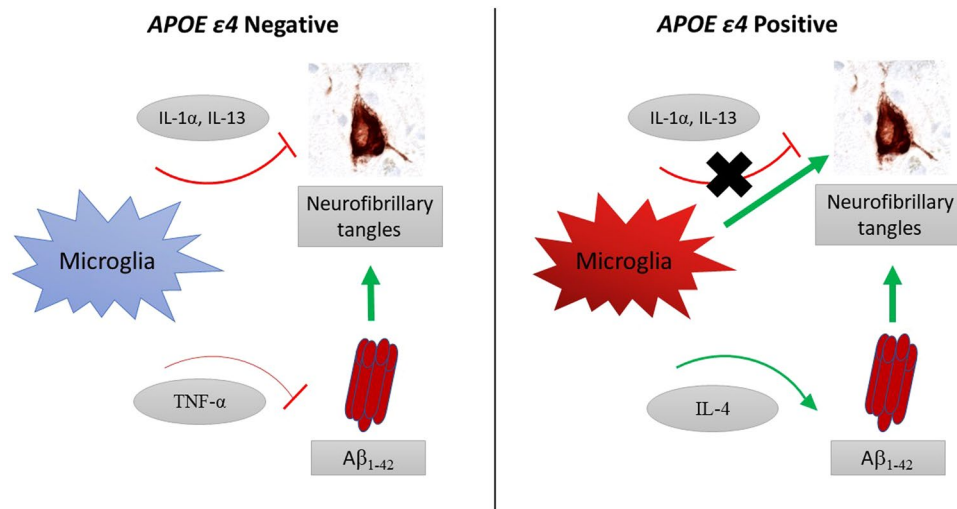 APOE ε4 Negative
IL-1α, IL-13
Neurofibrillary
tangles
Microglia
TNF-α
Aβ₁₋₄₂
APOE ε4 Positive
IL-1α, IL-13
Neurofibrillary
tangles
Microglia
IL-4
Aβ₁₋₄₂